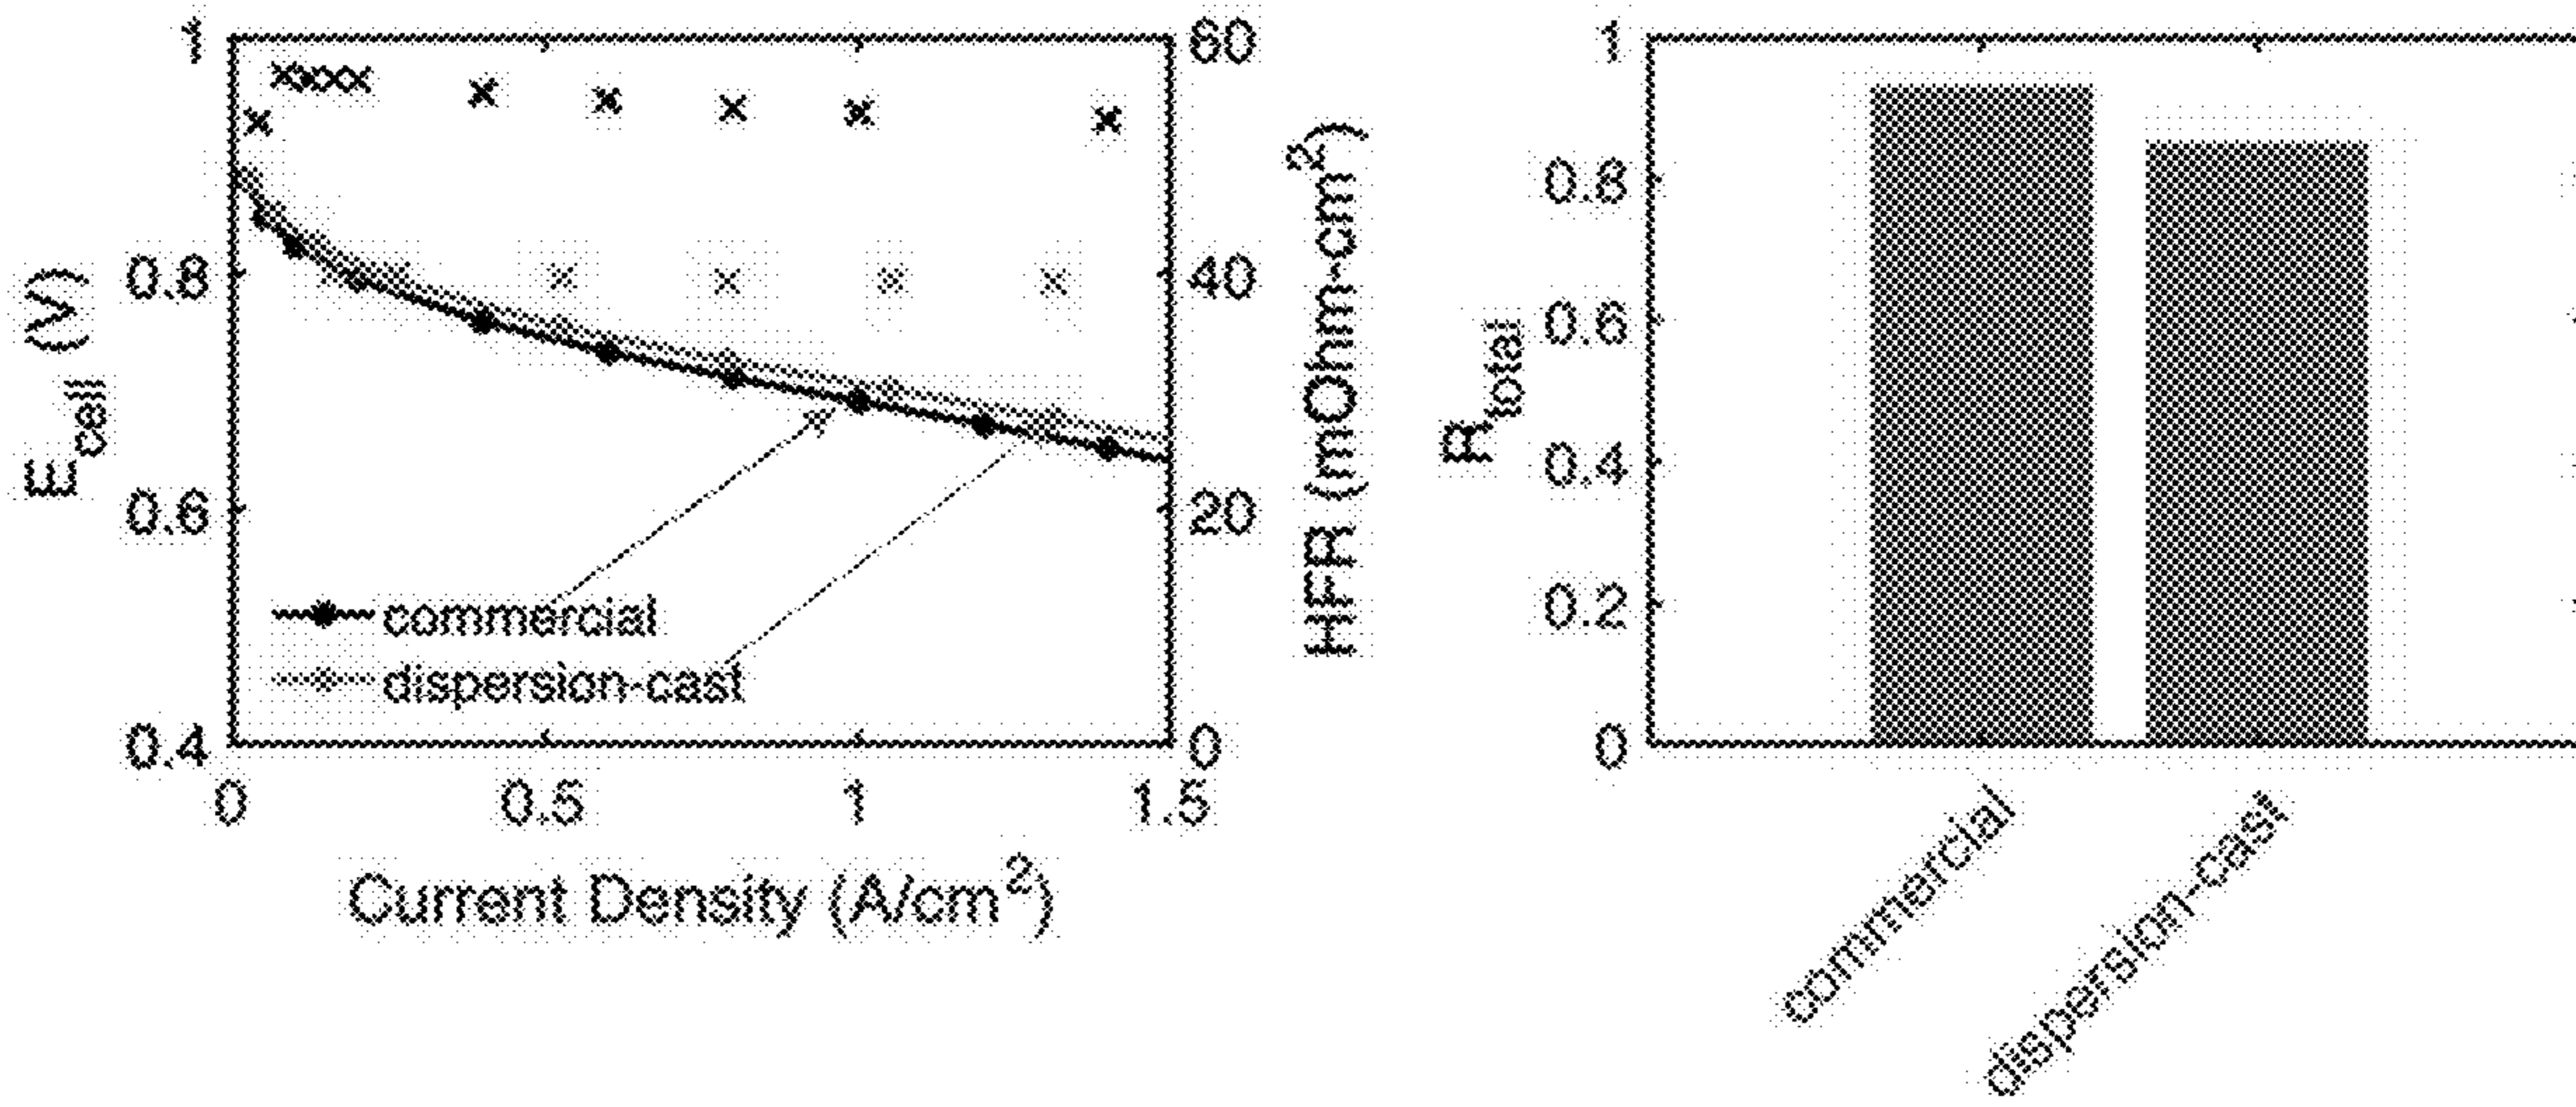 1
0.8
0.6
0.4
E_cell (V)
0
0.5
1
1.5
Current Density (A/cm²)
60
40
20
0
HFR (mOhm-cm²)
commercial
dispersion-cast
1
0.8
0.6
0.4
0.2
0
R_total
commercial
dispersion-cast